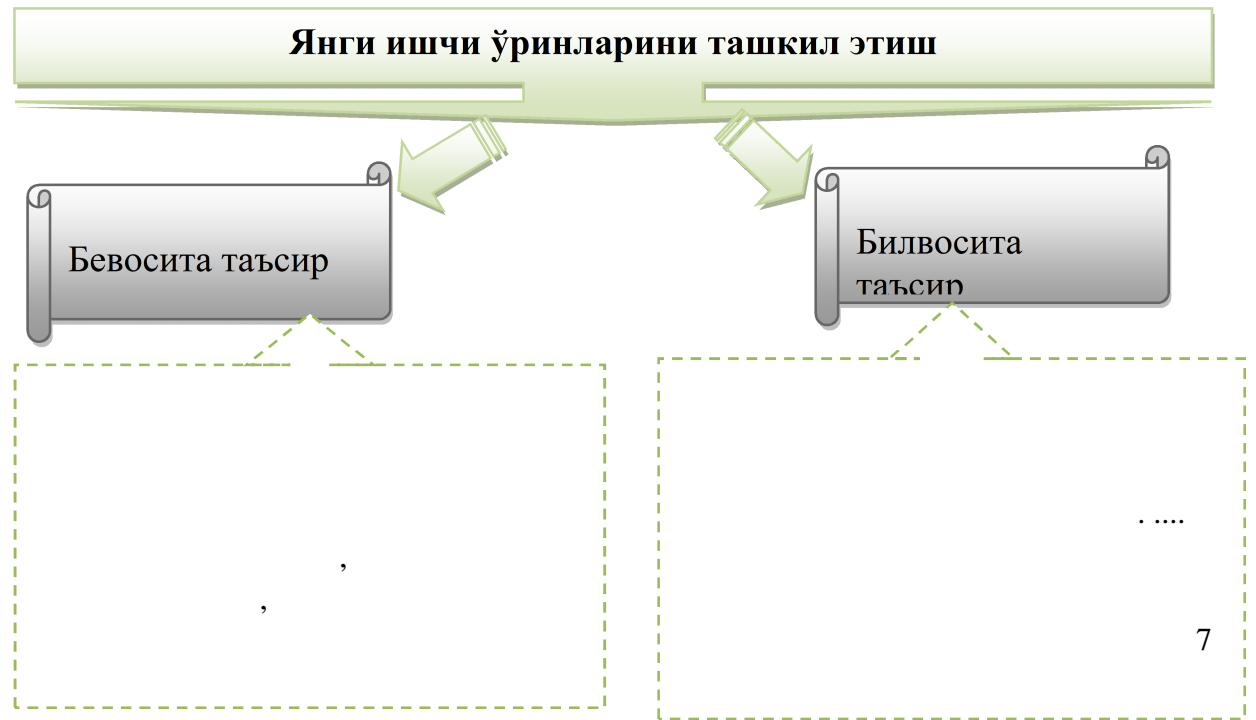 Янги ишчи ўринларини ташкил этиш
Бевосита таъсир
Билвосита
таъсир
,
,
. ....
7